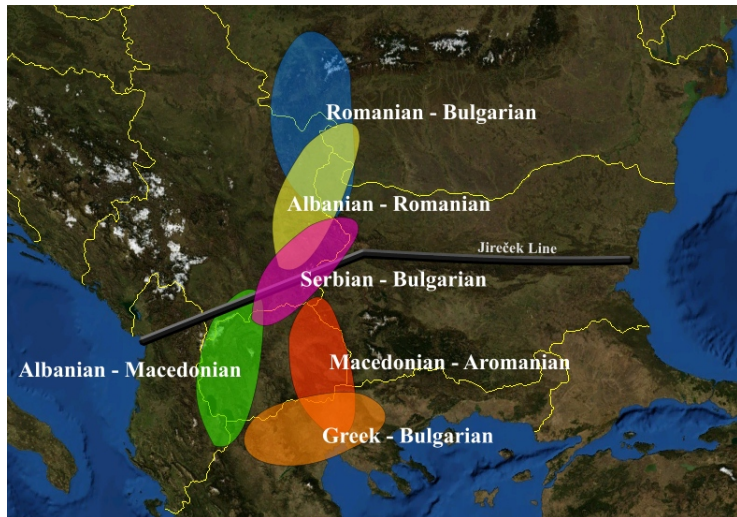 Romanian - Bulgarian
Albanian - Romanian
Jireček Line
Serbian - Bulgarian
Albanian - Macedonian
Macedonian - Aromanian
Greek - Bulgarian